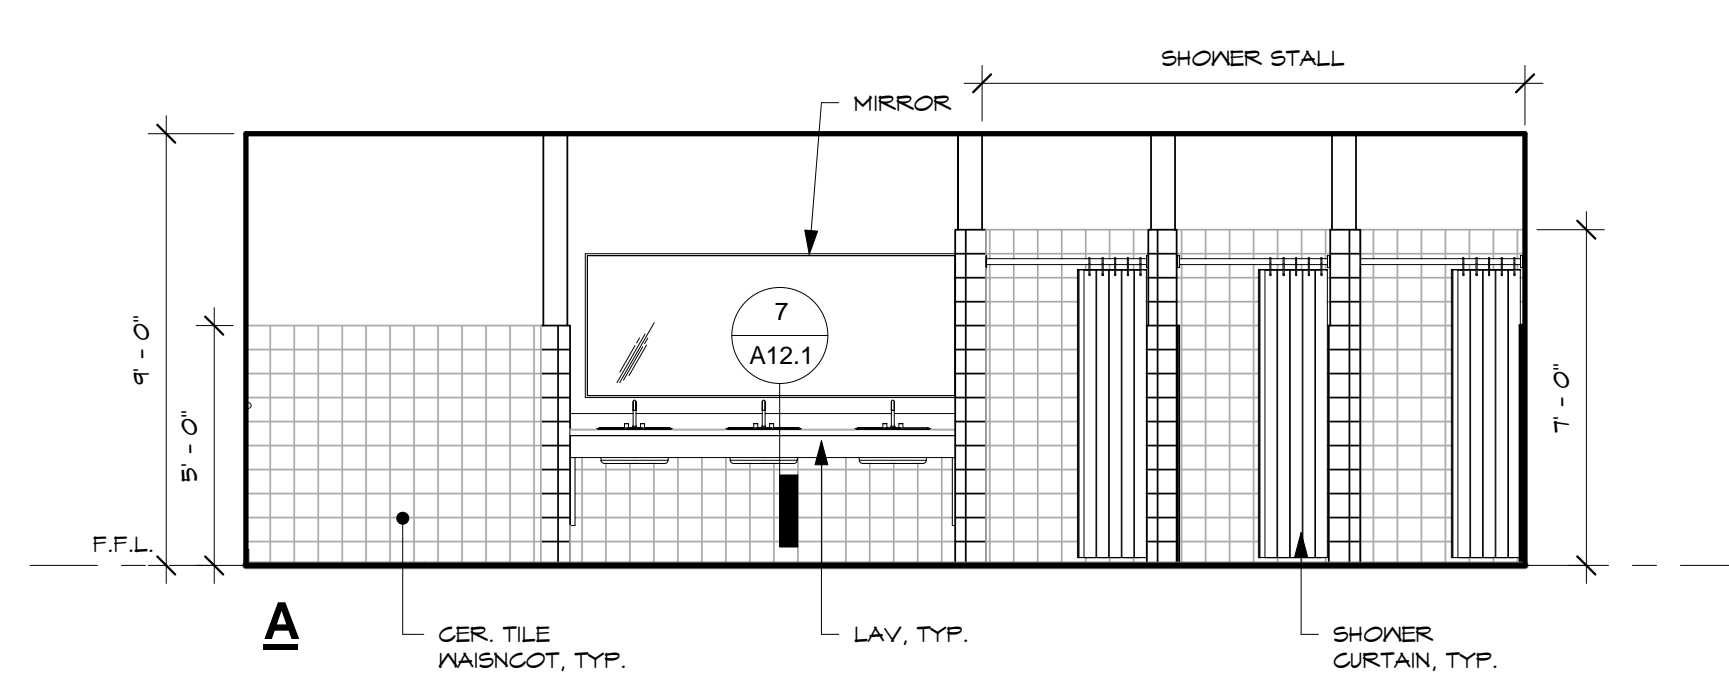 SHOWER STALL
MIRROR
7
A12.1
9' - 0"
5' - 0"
7' - 0"
F.F.L.
A
CER. TILE
WAISNCOT, TYP.
LAV, TYP.
SHOWER
CURTAIN, TYP.